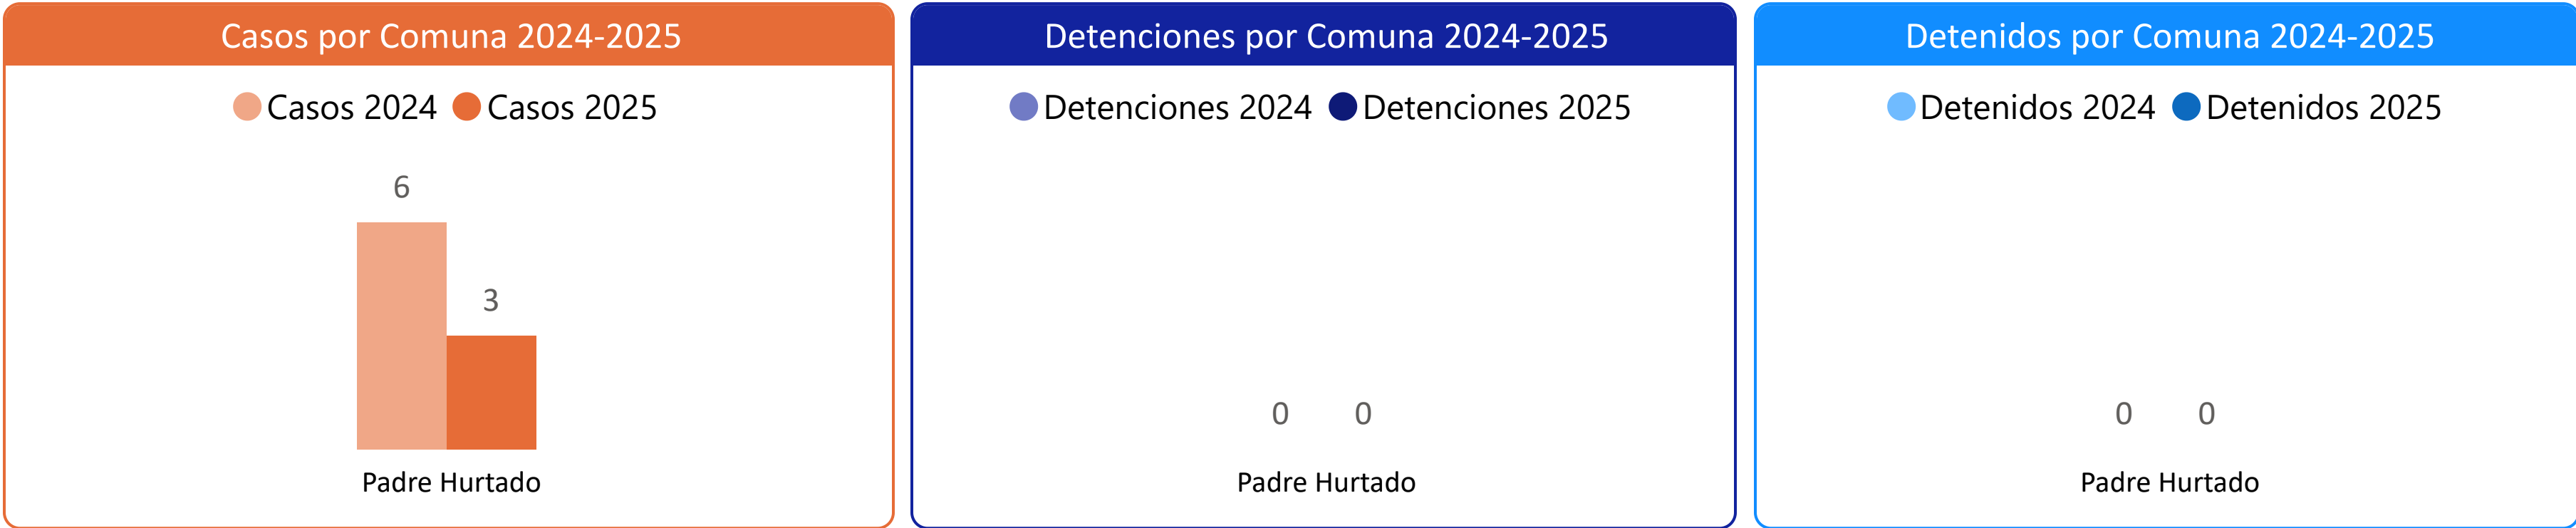 Casos por Comuna 2024-2025
Casos 2024 Casos 2025
6
3
Padre Hurtado
Detenciones por Comuna 2024-2025
Detenciones 2024 Detenciones 2025
0 0
Padre Hurtado
Detenidos por Comuna 2024-2025
Detenidos 2024 Detenidos 2025
0 0
Padre Hurtado